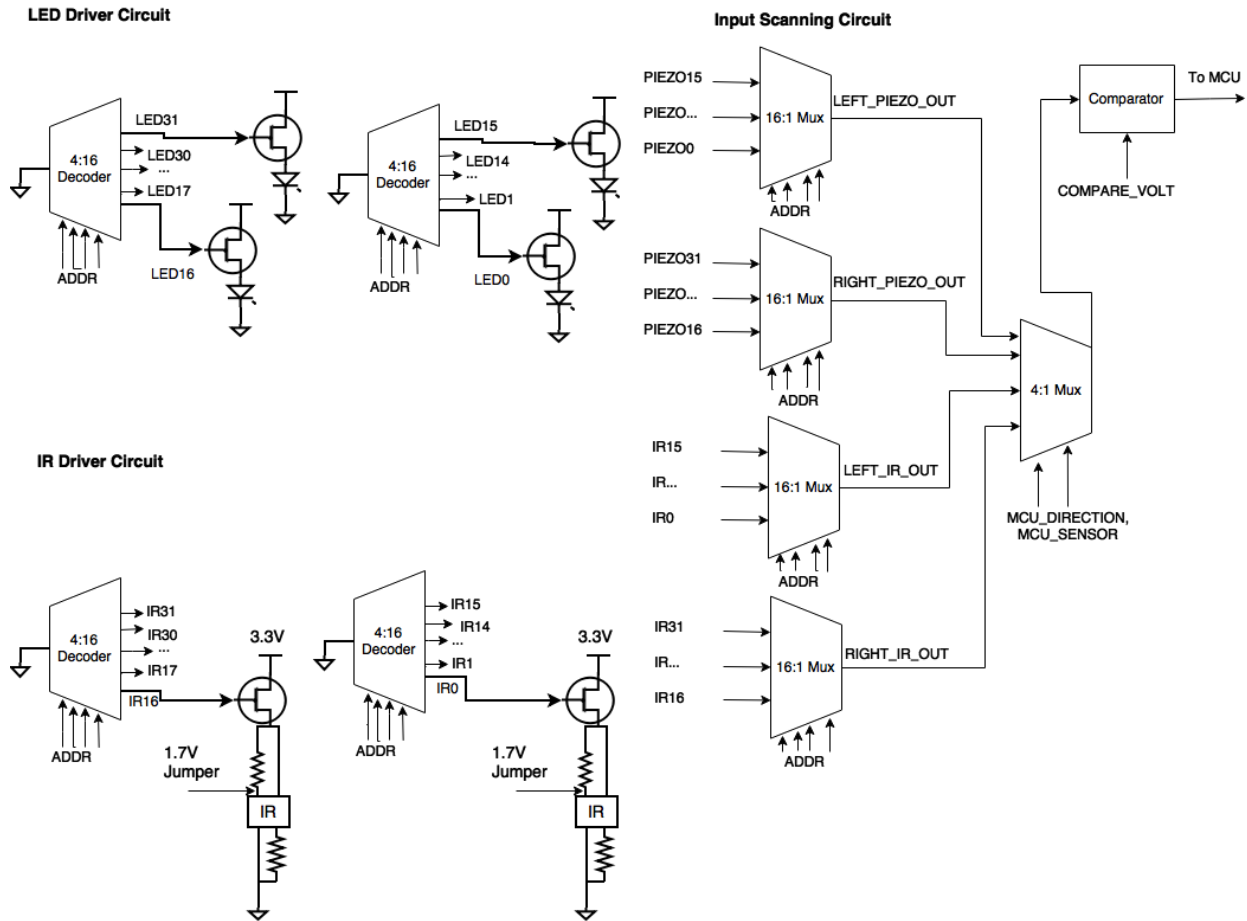 LED Driver Circuit
LED31
LED30
...
LED17
LED16
4:16
Decoder
ADDR
LED15
LED14
...
LED1
LED0
4:16
Decoder
ADDR
IR Driver Circuit
IR31
IR30
...
IR17
IR16
4:16
Decoder
ADDR
3.3V
1.7V
Jumper
IR
IR15
IR14
...
IR1
IR0
4:16
Decoder
ADDR
3.3V
1.7V
Jumper
IR
Input Scanning Circuit
PIEZO15
PIEZO...
PIEZO0
16:1 Mux
LEFT_PIEZO_OUT
ADDR
PIEZO31
PIEZO...
PIEZO16
16:1 Mux
RIGHT_PIEZO_OUT
ADDR
IR15
IR...
IR0
16:1 Mux
LEFT_IR_OUT
ADDR
IR31
IR...
IR16
16:1 Mux
RIGHT_IR_OUT
ADDR
4:1 Mux
MCU_DIRECTION,
MCU_SENSOR
Comparator
To MCU
COMPARE_VOLT